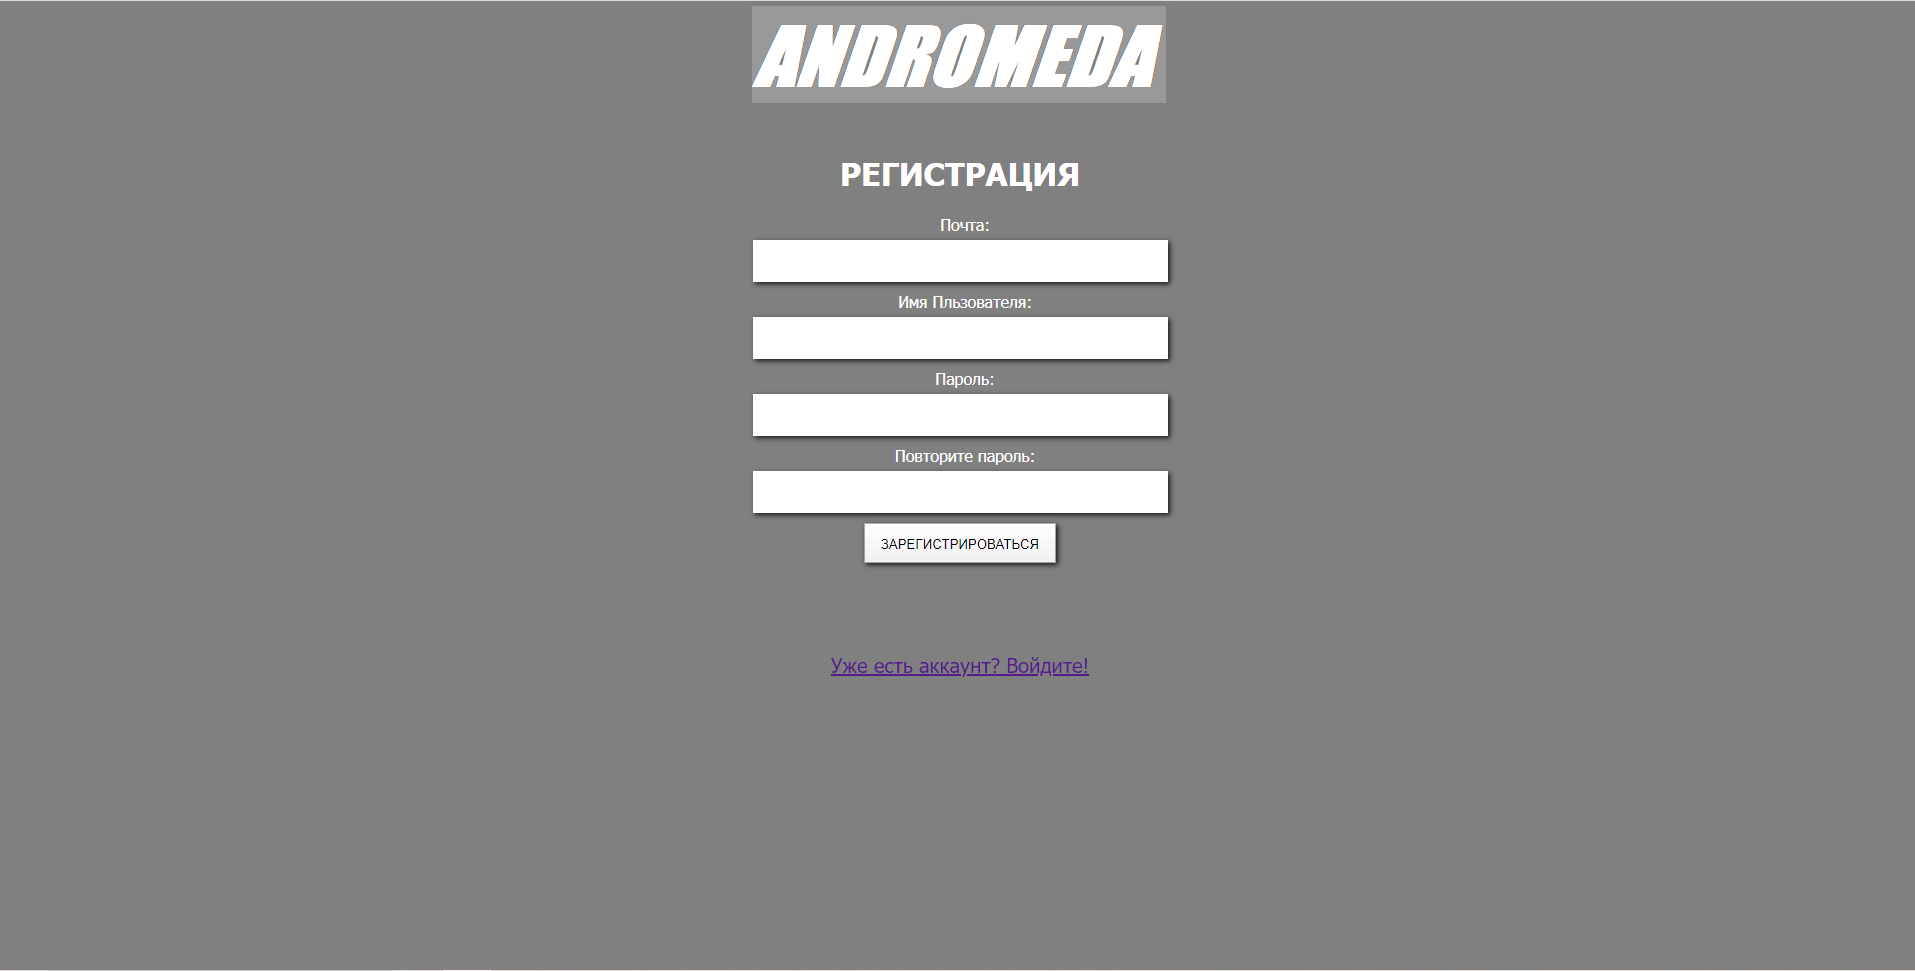 ANDROMEDA
РЕГИСТРАЦИЯ
Почта:
Имя Пльзователя:
Пароль:
Повторите пароль:
ЗАРЕГИСТРИРОВАТЬСЯ
Уже есть аккаунт? Войдите!